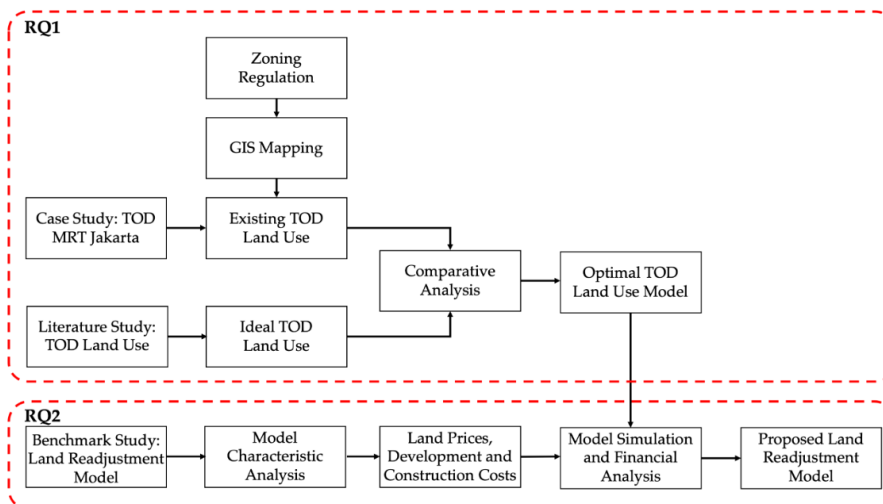 RQ1
Zoning
Regulation
GIS Mapping
Case Study: TOD
MRT Jakarta
Existing TOD
Land Use
Comparative
Analysis
Optimal TOD
Land Use Model
Literature Study:
TOD Land Use
Ideal TOD
Land Use
RQ2
Benchmark Study:
Land Readjustment
Model
Model
Characteristic
Analysis
Land Prices,
Development and
Construction Costs
Model Simulation
and Financial
Analysis
Proposed Land
Readjustment
Model